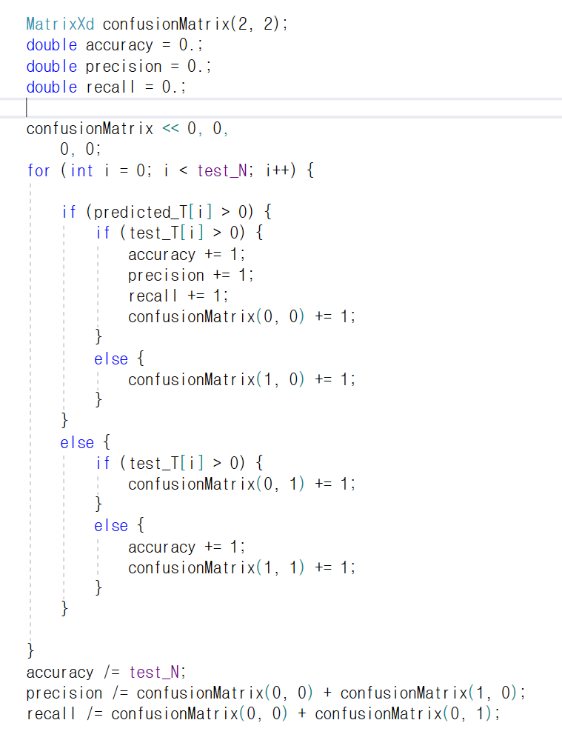 MatrixXd confusionMatrix(2, 2);
double accuracy = 0.;
double precision = 0.;
double recall = 0.;
confusionMatrix << 0, 0,
    0, 0;
for (int i = 0; i < test_N; i++) {
    if (predicted_T[i] > 0) {
        if (test_T[i] > 0) {
            accuracy += 1;
            precision += 1;
            recall += 1;
            confusionMatrix(0, 0) += 1;
        }
        else {
            confusionMatrix(1, 0) += 1;
        }
    }
    else {
        if (test_T[i] > 0) {
            confusionMatrix(0, 1) += 1;
        }
        else {
            accuracy += 1;
            confusionMatrix(1, 1) += 1;
        }
    }
}
accuracy /= test_N;
precision /= confusionMatrix(0, 0) + confusionMatrix(1, 0);
recall /= confusionMatrix(0, 0) + confusionMatrix(0, 1);